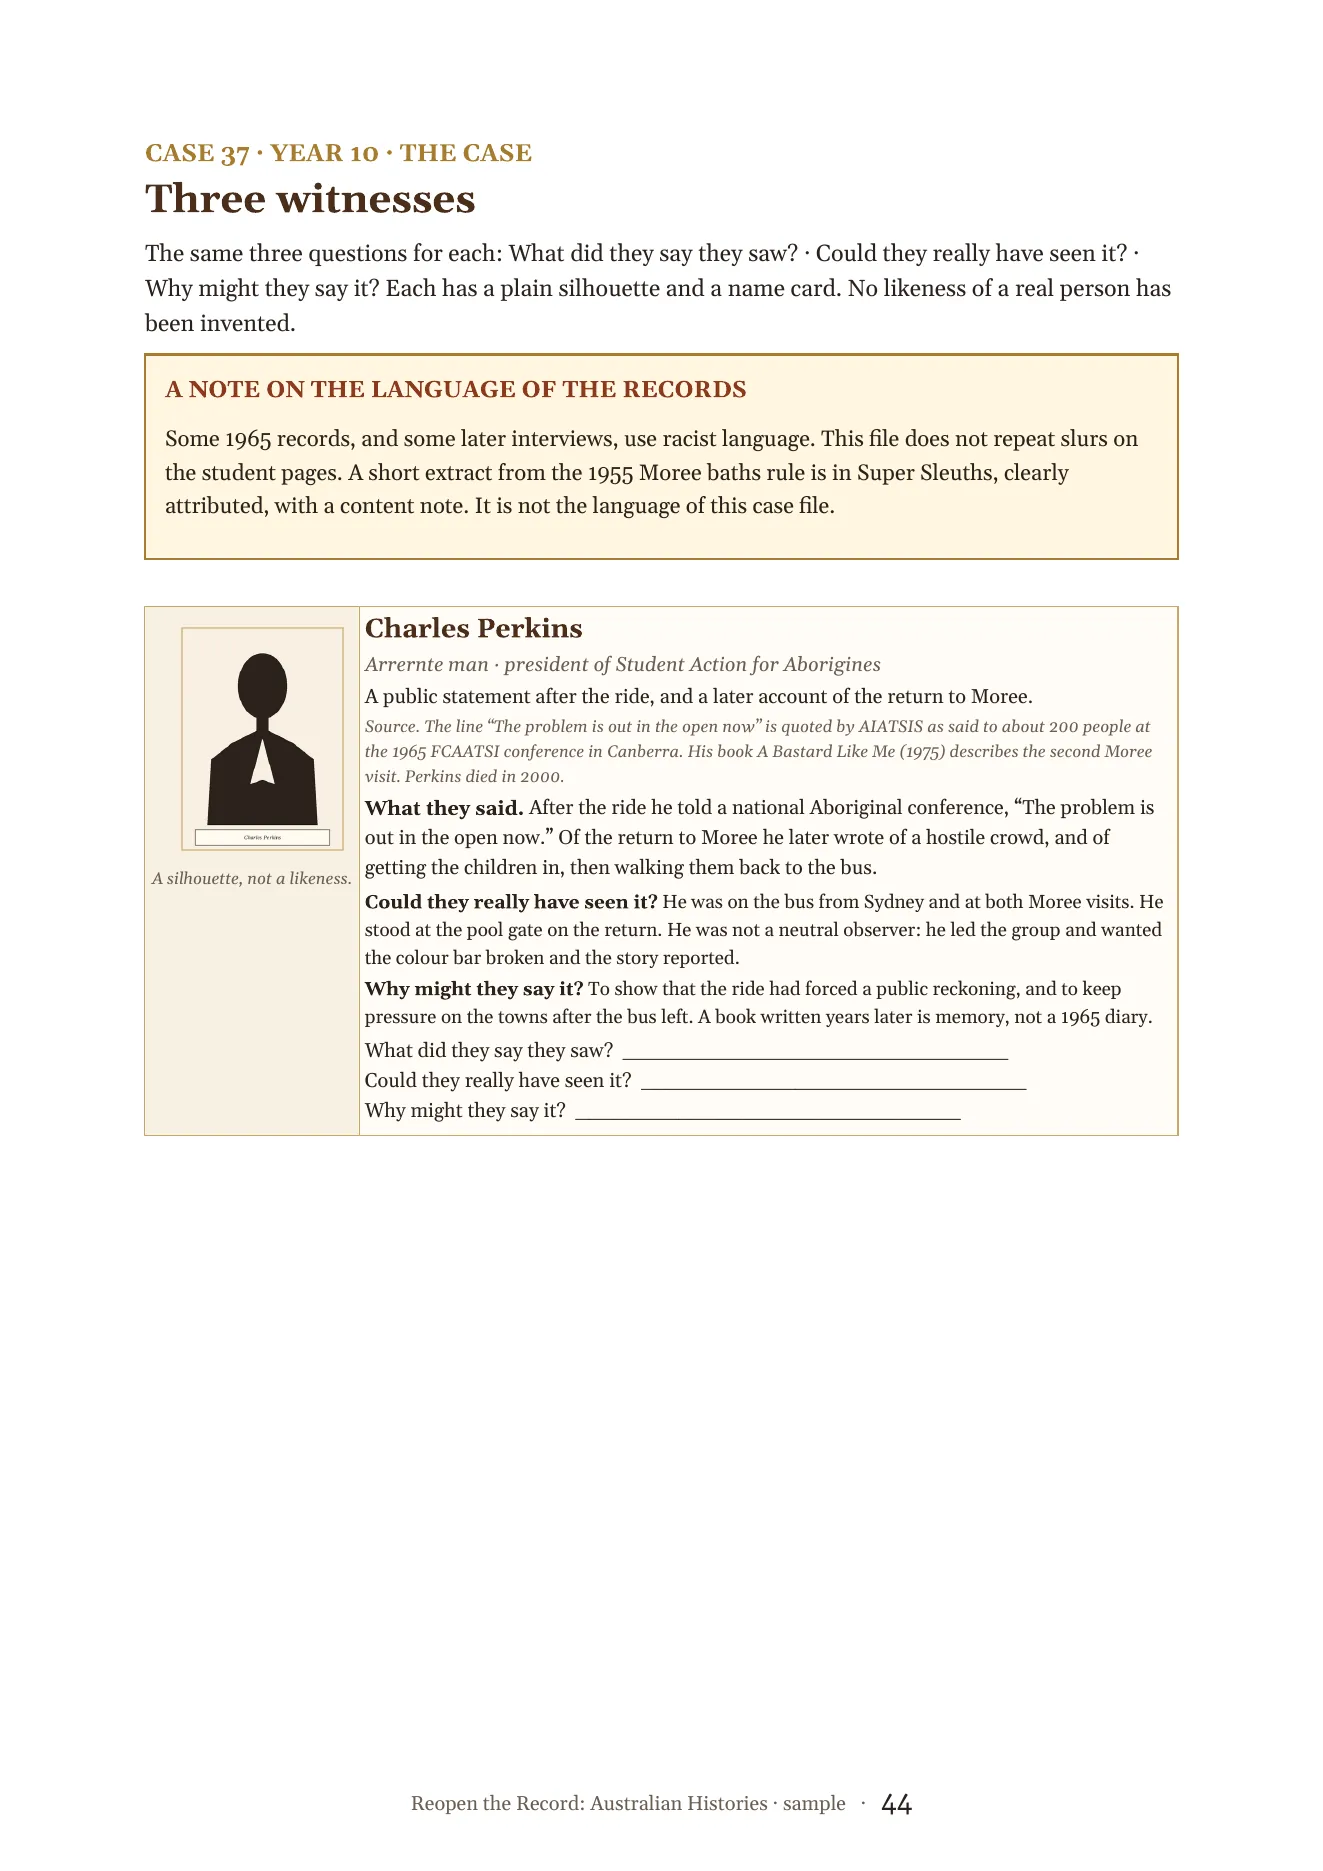 CASE 37 · YEAR 10 · THE CASE
Three witnesses
The same three questions for each: What did they say they saw? · Could they really have seen it? ·
Why might they say it? Each has a plain silhouette and a name card. No likeness of a real person has
been invented.
A NOTE ON THE LANGUAGE OF THE RECORDS
Some 1965 records, and some later interviews, use racist language. This file does not repeat slurs on
the student pages. A short extract from the 1955 Moree baths rule is in Super Sleuths, clearly
attributed, with a content note. It is not the language of this case file.
Charles Perkins
A silhouette, not a likeness.
Charles Perkins
Arrernte man · president of Student Action for Aborigines
A public statement after the ride, and a later account of the return to Moree.
Source. The line “The problem is out in the open now” is quoted by AIATSIS as said to about 200 people at
the 1965 FCAATSI conference in Canberra. His book A Bastard Like Me (1975) describes the second Moree
visit. Perkins died in 2000.
What they said. After the ride he told a national Aboriginal conference, “The problem is
out in the open now.” Of the return to Moree he later wrote of a hostile crowd, and of
getting the children in, then walking them back to the bus.
Could they really have seen it? He was on the bus from Sydney and at both Moree visits. He
stood at the pool gate on the return. He was not a neutral observer: he led the group and wanted
the colour bar broken and the story reported.
Why might they say it? To show that the ride had forced a public reckoning, and to keep
pressure on the towns after the bus left. A book written years later is memory, not a 1965 diary.
What did they say they saw? ___________________________________
Could they really have seen it? ___________________________________
Why might they say it? ___________________________________
Reopen the Record: Australian Histories · sample · 44